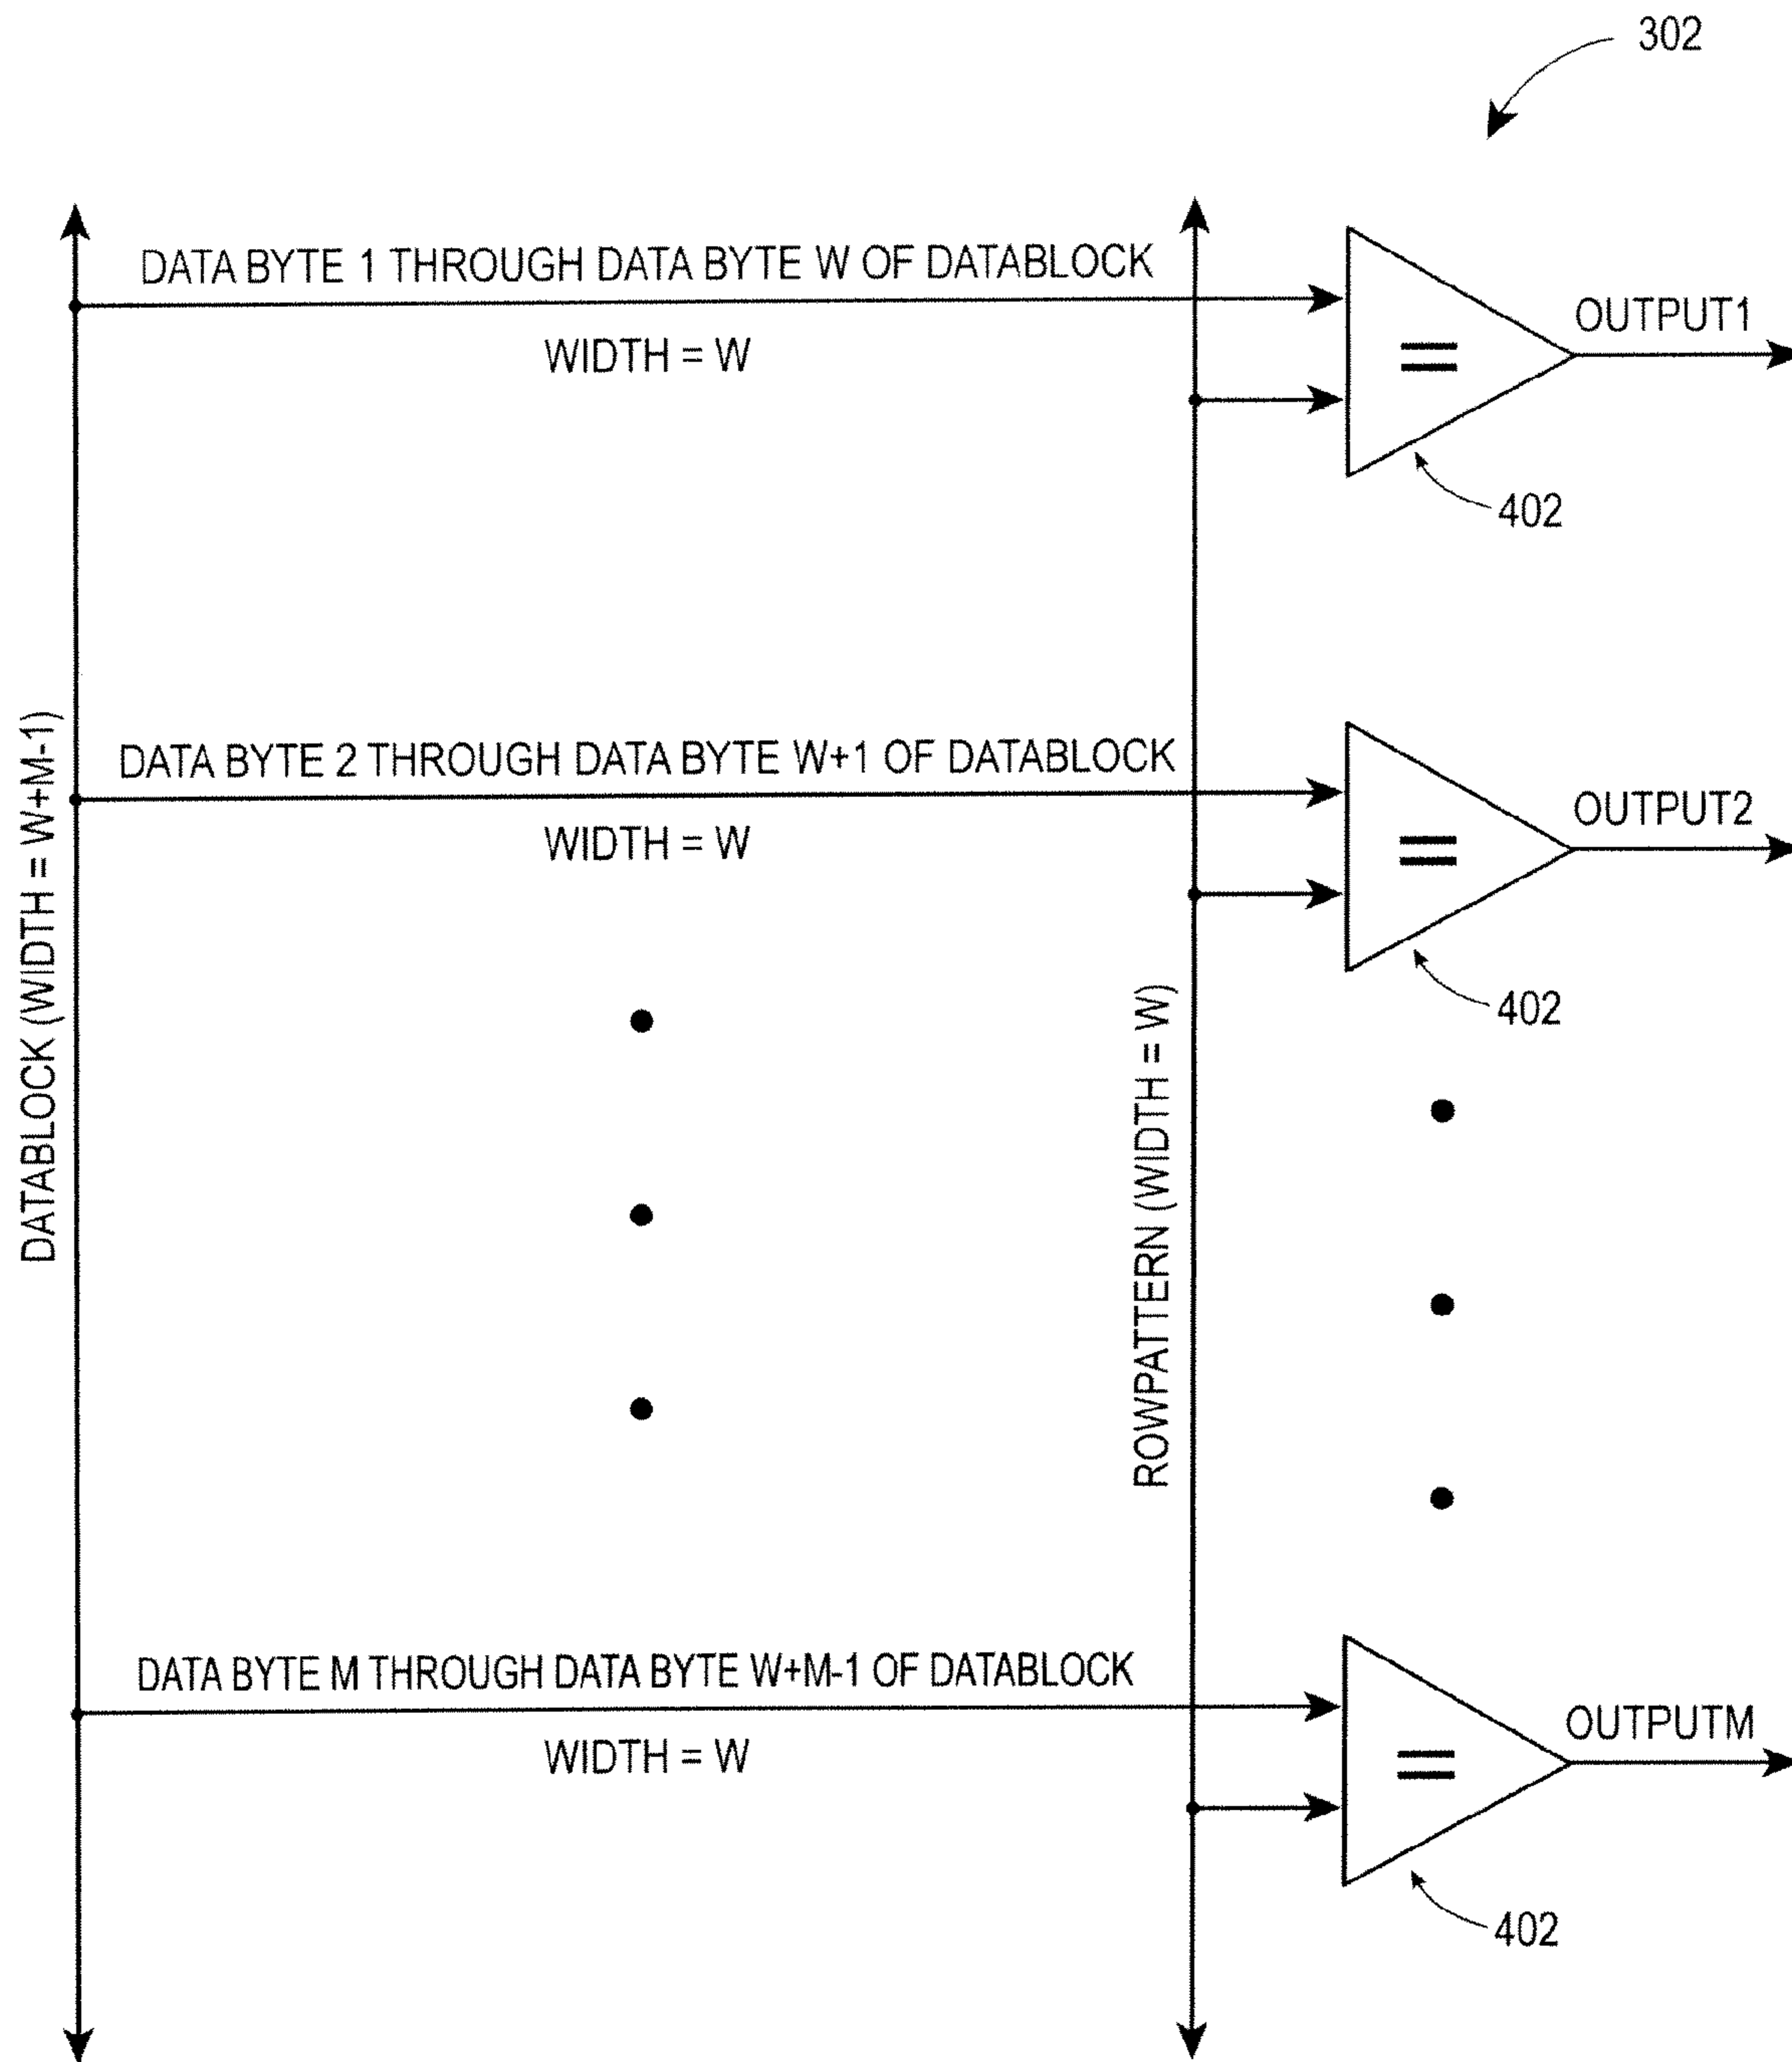 302
DATA BYTE 1 THROUGH DATA BYTE W OF DATABLOCK
WIDTH = W
=
OUTPUT1
402
DATABLOCK (WIDTH = W+M-1)
DATA BYTE 2 THROUGH DATA BYTE W+1 OF DATABLOCK
WIDTH = W
=
OUTPUT2
402
ROWPATTERN (WIDTH = W)
DATA BYTE M THROUGH DATA BYTE W+M-1 OF DATABLOCK
WIDTH = W
=
OUTPUTM
402